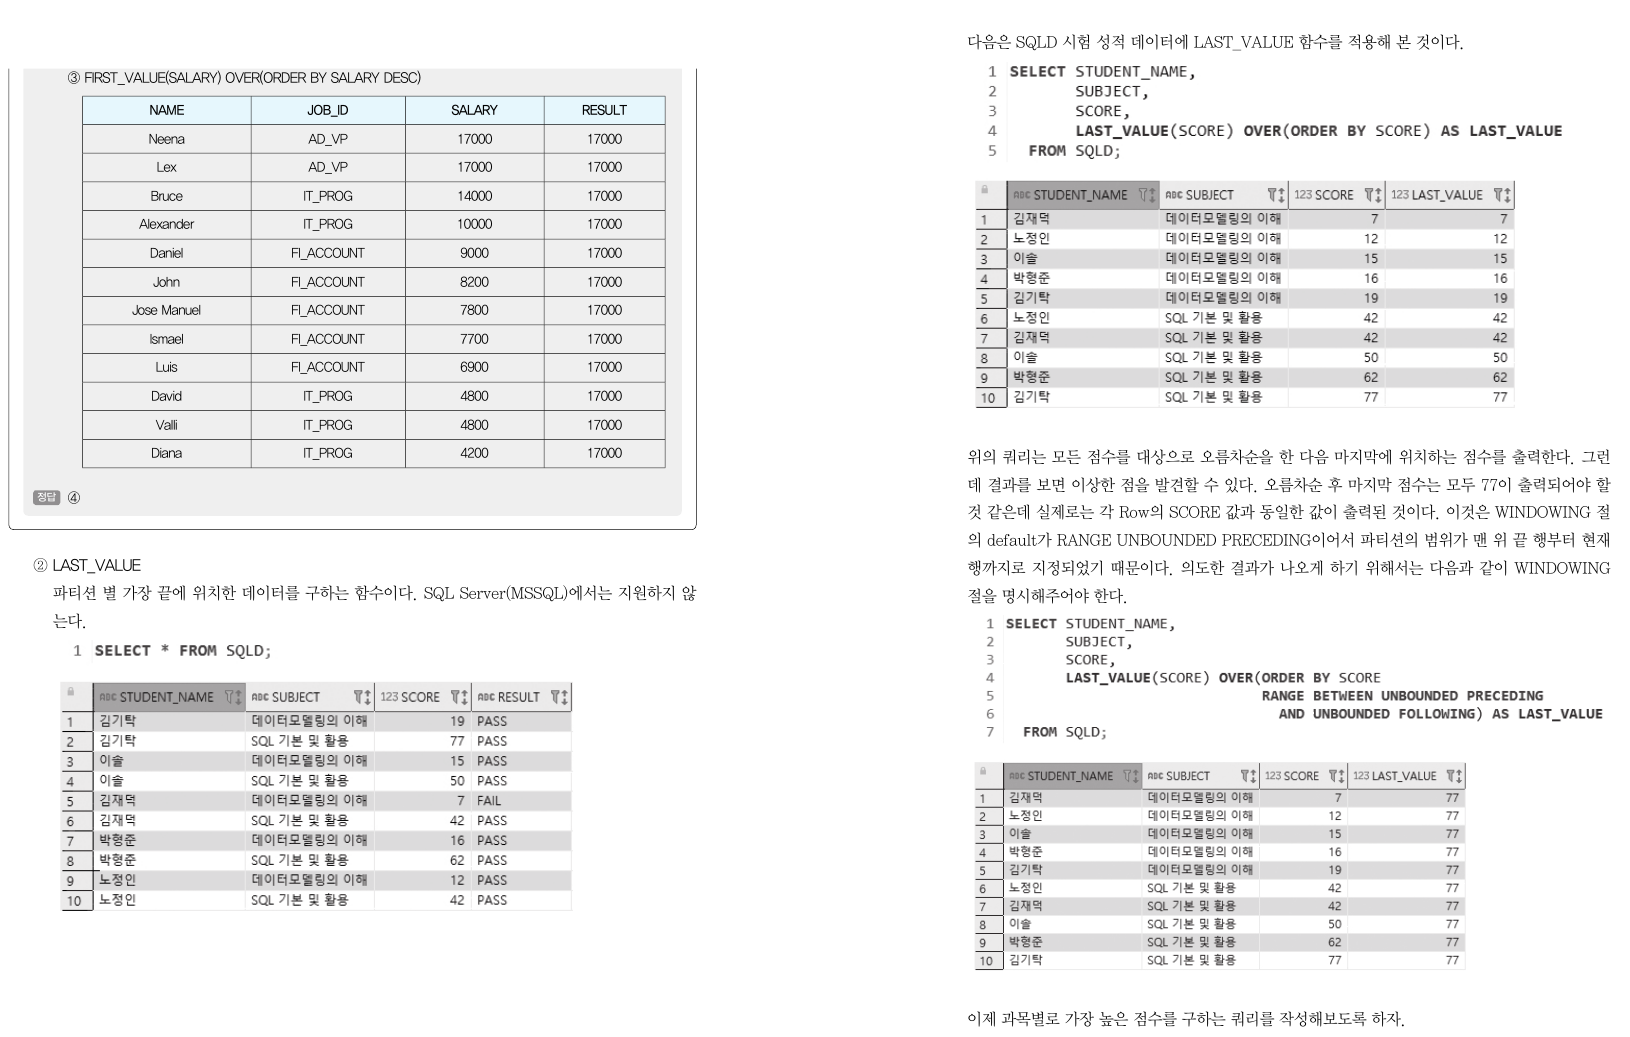 ③ FIRST_VALUE(SALARY) OVER(ORDER BY SALARY DESC)
NAME JOB_ID SALARY RESULT
Neena AD_VP 17000 17000
Lex AD_VP 17000 17000
Bruce IT_PROG 14000 17000
Alexander IT_PROG 10000 17000
Daniel FI_ACCOUNT 9000 17000
John FI_ACCOUNT 8200 17000
Jose Manuel FI_ACCOUNT 7800 17000
Ismael FI_ACCOUNT 7700 17000
Luis FI_ACCOUNT 6900 17000
David IT_PROG 4800 17000
Valli IT_PROG 4800 17000
Diana IT_PROG 4200 17000
정답 ④
② LAST_VALUE
파티션 별 가장 끝에 위치한 데이터를 구하는 함수이다. SQL Server(MSSQL)에서는 지원하지 않
는다.
1 SELECT * FROM SQLD;
ABC STUDENT_NAME ABC SUBJECT 123 SCORE ABC RESULT
1 김기탁 데이터모델링의 이해 19 PASS
2 김기탁 SQL 기본 및 활용 77 PASS
3 이솔 데이터모델링의 이해 15 PASS
4 이솔 SQL 기본 및 활용 50 PASS
5 김재덕 데이터모델링의 이해 7 FAIL
6 김재덕 SQL 기본 및 활용 42 PASS
7 박형준 데이터모델링의 이해 16 PASS
8 박형준 SQL 기본 및 활용 62 PASS
9 노정인 데이터모델링의 이해 12 PASS
10 노정인 SQL 기본 및 활용 42 PASS
다음은 SQLD 시험 성적 데이터에 LAST_VALUE 함수를 적용해 본 것이다.
1 SELECT STUDENT_NAME,
2 SUBJECT,
3 SCORE,
4 LAST_VALUE(SCORE) OVER(ORDER BY SCORE) AS LAST_VALUE
5 FROM SQLD;
ABC STUDENT_NAME ABC SUBJECT 123 SCORE 123 LAST_VALUE
1 김재덕 데이터모델링의 이해 7 7
2 노정인 데이터모델링의 이해 12 12
3 이솔 데이터모델링의 이해 15 15
4 박형준 데이터모델링의 이해 16 16
5 김기탁 데이터모델링의 이해 19 19
6 노정인 SQL 기본 및 활용 42 42
7 김재덕 SQL 기본 및 활용 42 42
8 이솔 SQL 기본 및 활용 50 50
9 박형준 SQL 기본 및 활용 62 62
10 김기탁 SQL 기본 및 활용 77 77
위의 쿼리는 모든 점수를 대상으로 오름차순을 한 다음 마지막에 위치하는 점수를 출력한다. 그런
데 결과를 보면 이상한 점을 발견할 수 있다. 오름차순 후 마지막 점수는 모두 77이 출력되어야 할
것 같은데 실제로는 각 Row의 SCORE 값과 동일한 값이 출력된 것이다. 이것은 WINDOWING 절
의 default가 RANGE UNBOUNDED PRECEDING이어서 파티션의 범위가 맨 위 끝 행부터 현재
행까지로 지정되었기 때문이다. 의도한 결과가 나오게 하기 위해서는 다음과 같이 WINDOWING
절을 명시해주어야 한다.
1 SELECT STUDENT_NAME,
2 SUBJECT,
3 SCORE,
4 LAST_VALUE(SCORE) OVER(ORDER BY SCORE
5 RANGE BETWEEN UNBOUNDED PRECEDING
6 AND UNBOUNDED FOLLOWING) AS LAST_VALUE
7 FROM SQLD;
ABC STUDENT_NAME ABC SUBJECT 123 SCORE 123 LAST_VALUE
1 김재덕 데이터모델링의 이해 7 77
2 노정인 데이터모델링의 이해 12 77
3 이솔 데이터모델링의 이해 15 77
4 박형준 데이터모델링의 이해 16 77
5 김기탁 데이터모델링의 이해 19 77
6 노정인 SQL 기본 및 활용 42 77
7 김재덕 SQL 기본 및 활용 42 77
8 이솔 SQL 기본 및 활용 50 77
9 박형준 SQL 기본 및 활용 62 77
10 김기탁 SQL 기본 및 활용 77 77
이제 과목별로 가장 높은 점수를 구하는 쿼리를 작성해보도록 하자.